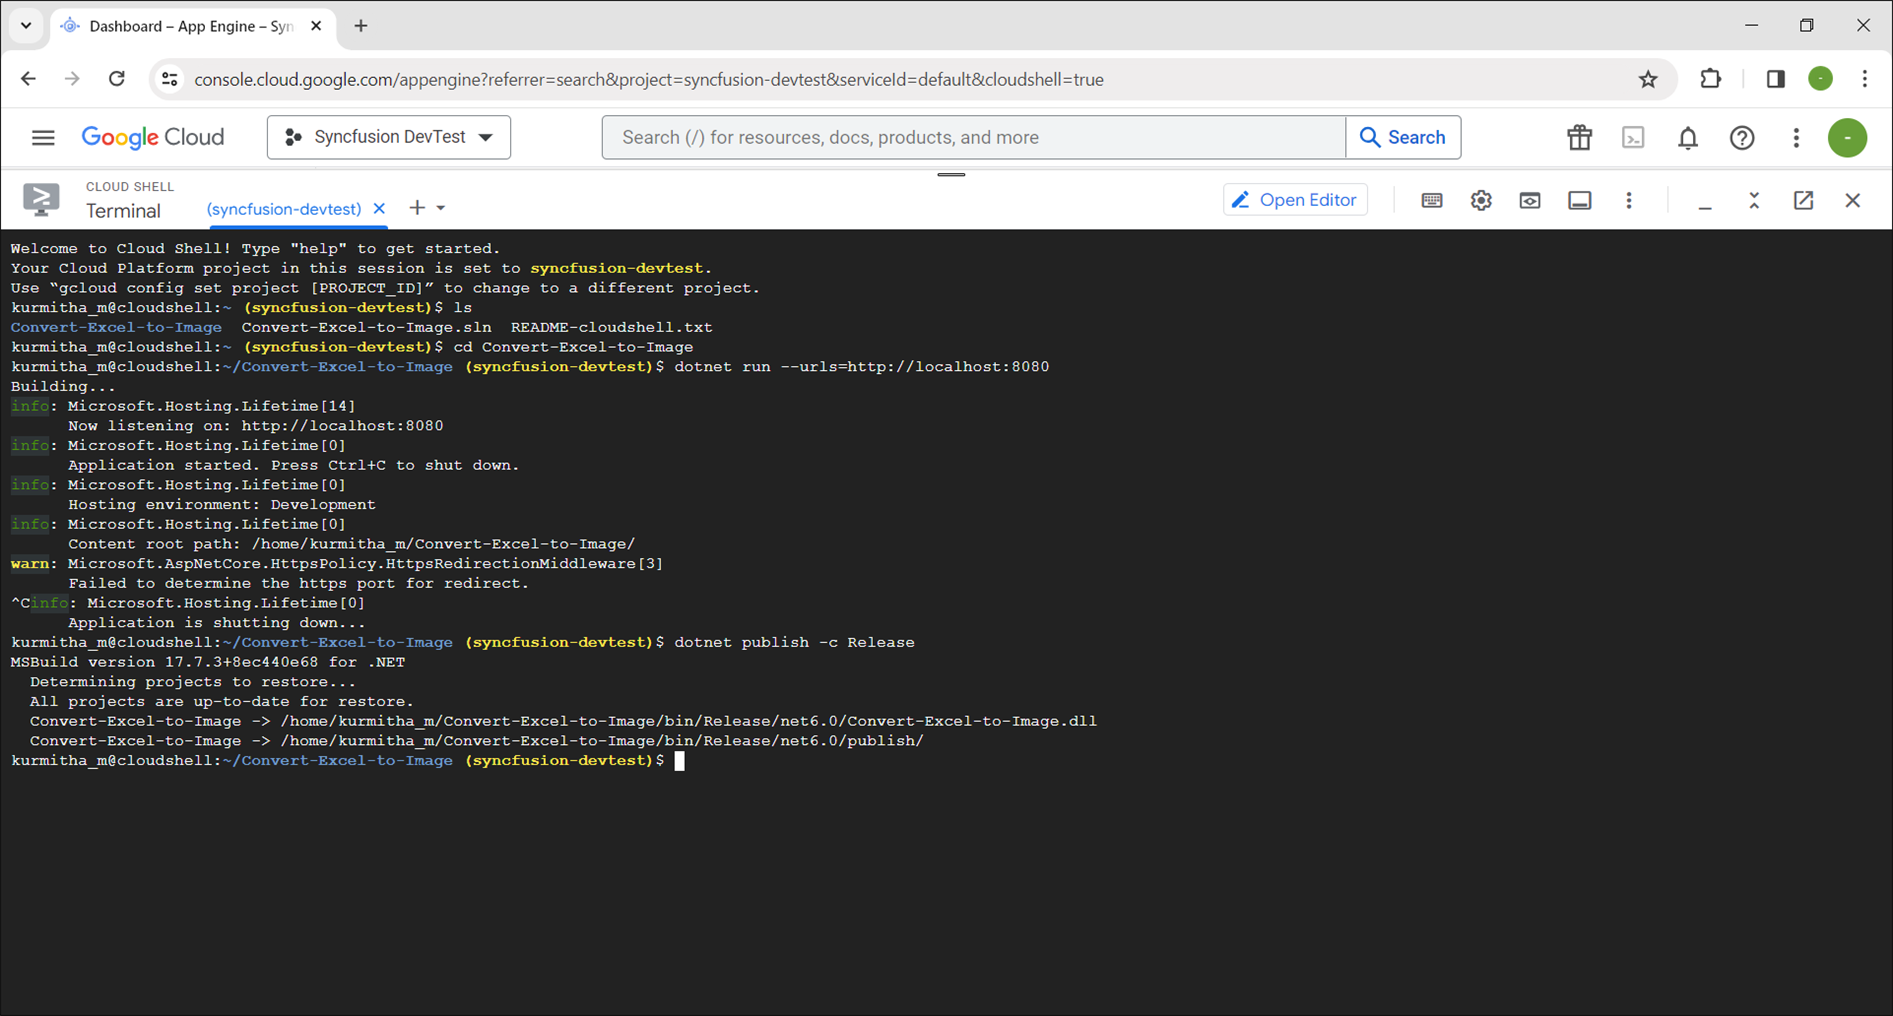 Dashboard – App Engine – Syn
console.cloud.google.com/appengine?referrer=search&project=syncfusion-devtest&serviceId=default&cloudshell=true
Google Cloud
Syncfusion DevTest
Search (/) for resources, docs, products, and more
Search
CLOUD SHELL
Terminal
(syncfusion-devtest)
Open Editor
Welcome to Cloud Shell! Type "help" to get started.
Your Cloud Platform project in this session is set to syncfusion-devtest.
Use “gcloud config set project [PROJECT_ID]” to change to a different project.
kurmitha_m@cloudshell:~ (syncfusion-devtest)$ ls
Convert-Excel-to-Image  Convert-Excel-to-Image.sln  README-cloudshell.txt
kurmitha_m@cloudshell:~ (syncfusion-devtest)$ cd Convert-Excel-to-Image
kurmitha_m@cloudshell:~/Convert-Excel-to-Image (syncfusion-devtest)$ dotnet run --urls=http://localhost:8080
Building...
info: Microsoft.Hosting.Lifetime[14]
      Now listening on: http://localhost:8080
info: Microsoft.Hosting.Lifetime[0]
      Application started. Press Ctrl+C to shut down.
info: Microsoft.Hosting.Lifetime[0]
      Hosting environment: Development
info: Microsoft.Hosting.Lifetime[0]
      Content root path: /home/kurmitha_m/Convert-Excel-to-Image/
warn: Microsoft.AspNetCore.HttpsPolicy.HttpsRedirectionMiddleware[3]
      Failed to determine the https port for redirect.
^Cinfo: Microsoft.Hosting.Lifetime[0]
      Application is shutting down...
kurmitha_m@cloudshell:~/Convert-Excel-to-Image (syncfusion-devtest)$ dotnet publish -c Release
MSBuild version 17.7.3+8ec440e68 for .NET
  Determining projects to restore...
  All projects are up-to-date for restore.
  Convert-Excel-to-Image -> /home/kurmitha_m/Convert-Excel-to-Image/bin/Release/net6.0/Convert-Excel-to-Image.dll
  Convert-Excel-to-Image -> /home/kurmitha_m/Convert-Excel-to-Image/bin/Release/net6.0/publish/
kurmitha_m@cloudshell:~/Convert-Excel-to-Image (syncfusion-devtest)$